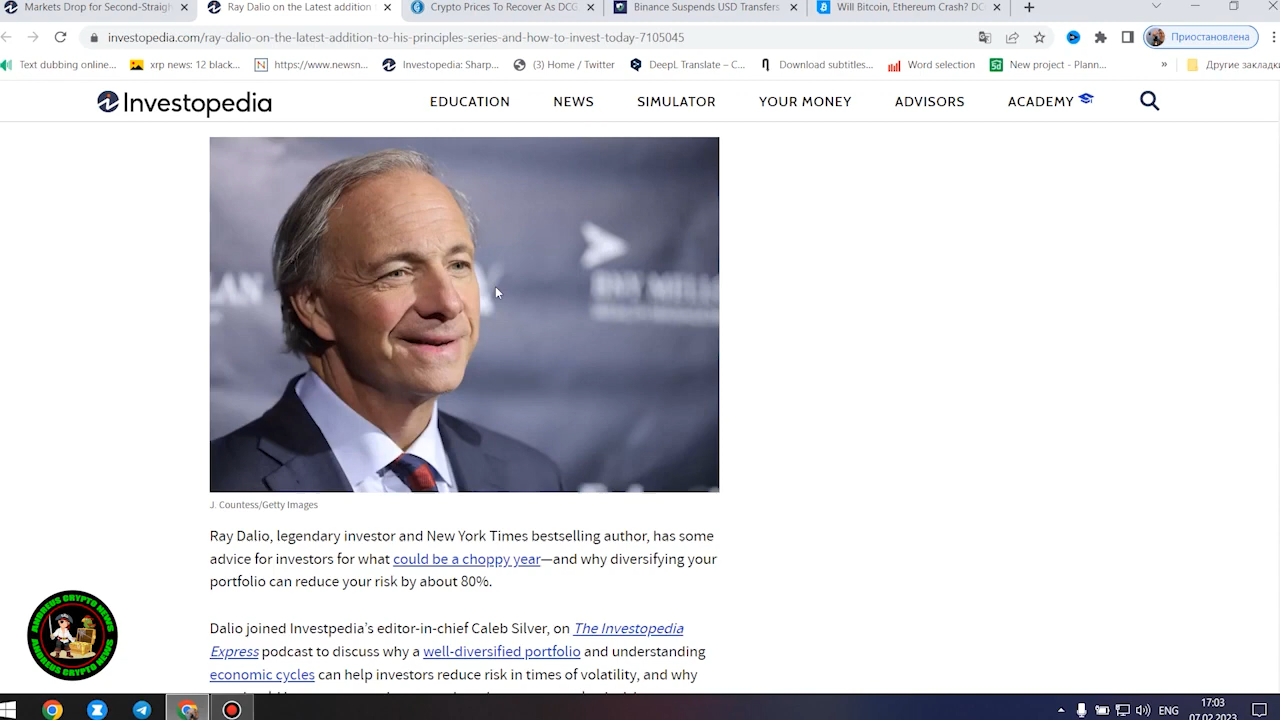 Markets Drop for Second-Straigh
Ray Dalio on the Latest addition
Crypto Prices To Recover As DCG
Binance Suspends USD Transfers
Will Bitcoin, Ethereum Crash? DC
investopedia.com/ray-dalio-on-the-latest-addition-to-his-principles-series-and-how-to-invest-today-7105045
Приостановлена
Text dubbing online...
xrp news: 12 black...
https://www.newsn...
Investopedia: Sharp...
(3) Home / Twitter
DeepL Translate – C...
Download subtitles...
Word selection
New project - Plann...
»
Другие закладки
Investopedia
EDUCATION
NEWS
SIMULATOR
YOUR MONEY
ADVISORS
ACADEMY
J. Countess/Getty Images
Ray Dalio, legendary investor and New York Times bestselling author, has some
advice for investors for what could be a choppy year—and why diversifying your
portfolio can reduce your risk by about 80%.
Dalio joined Investpedia's editor-in-chief Caleb Silver, on The Investopedia
Express podcast to discuss why a well-diversified portfolio and understanding
economic cycles can help investors reduce risk in times of volatility, and why
ANDREUS CRYPTO NEWS
ANDREUS CRYPTO NEWS
ENG
17:03
07.02.2023